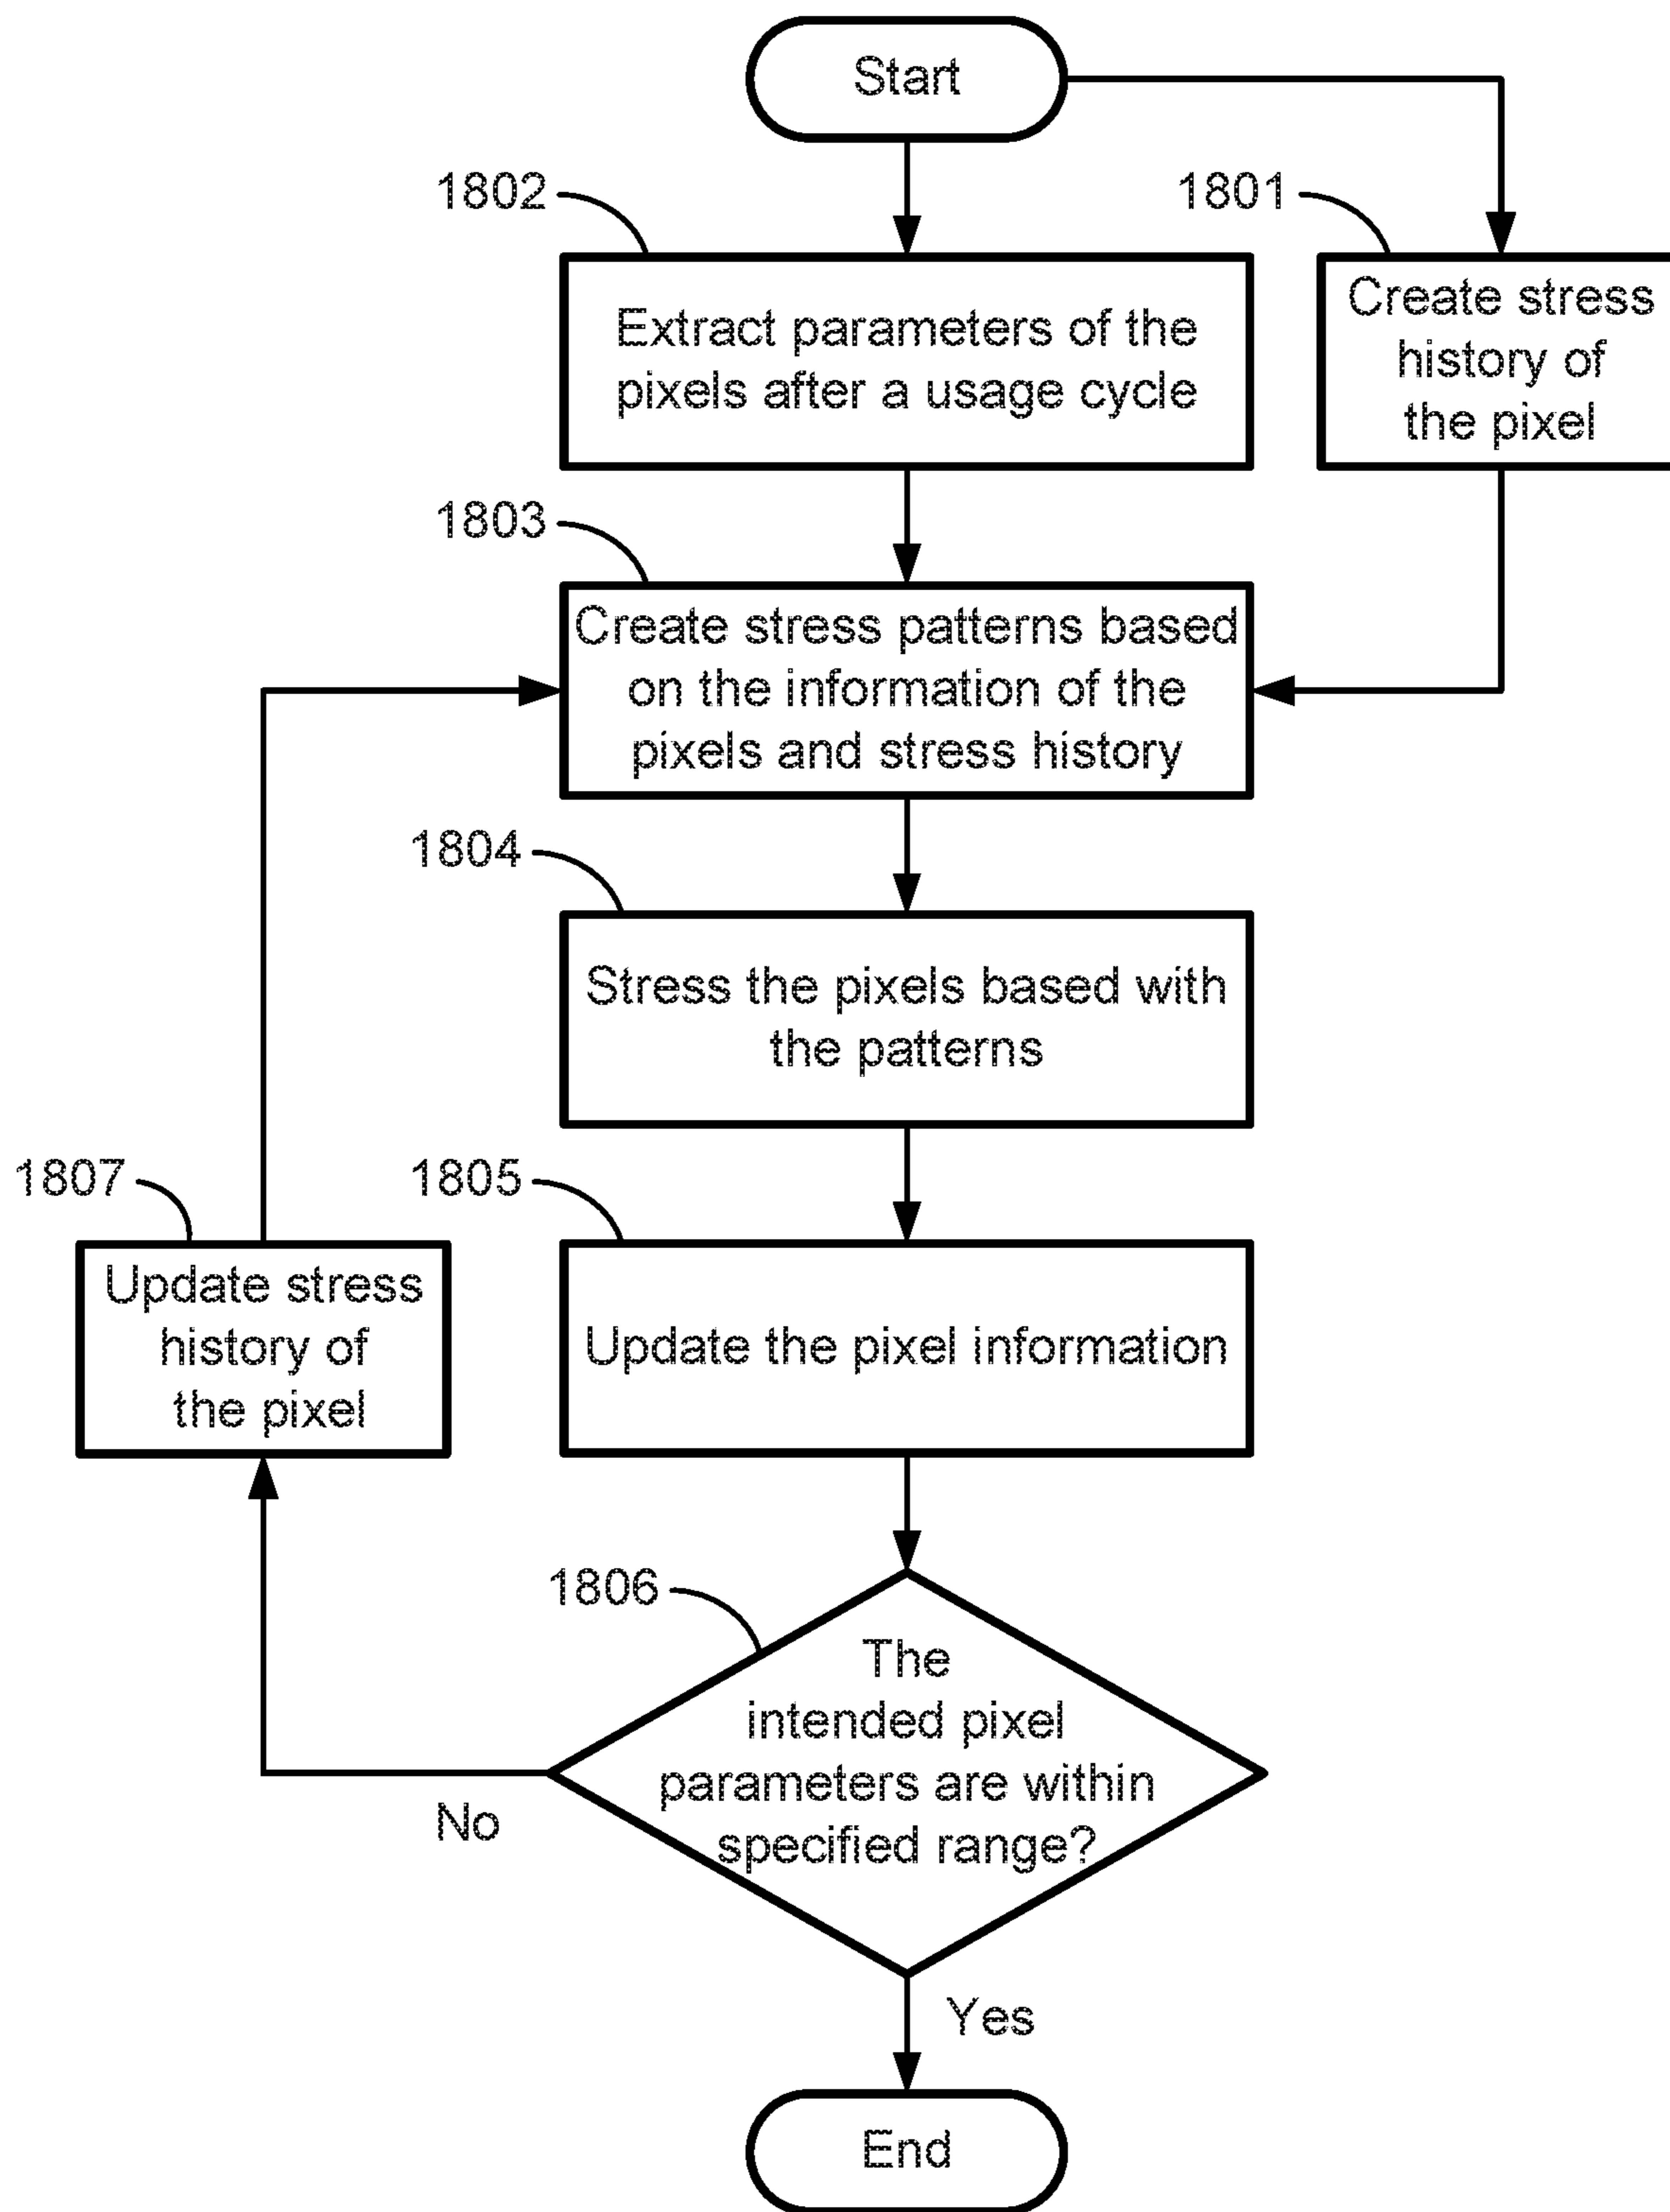 Start
1802
1801
Extract parameters of the
pixels after a usage cycle
Create stress
history of
the pixel
1803
Create stress patterns based
on the information of the
pixels and stress history
1804
Stress the pixels based with
the patterns
1807
1805
Update stress
history of
the pixel
Update the pixel information
1806
The
intended pixel
parameters are within
specified range?
No
Yes
End